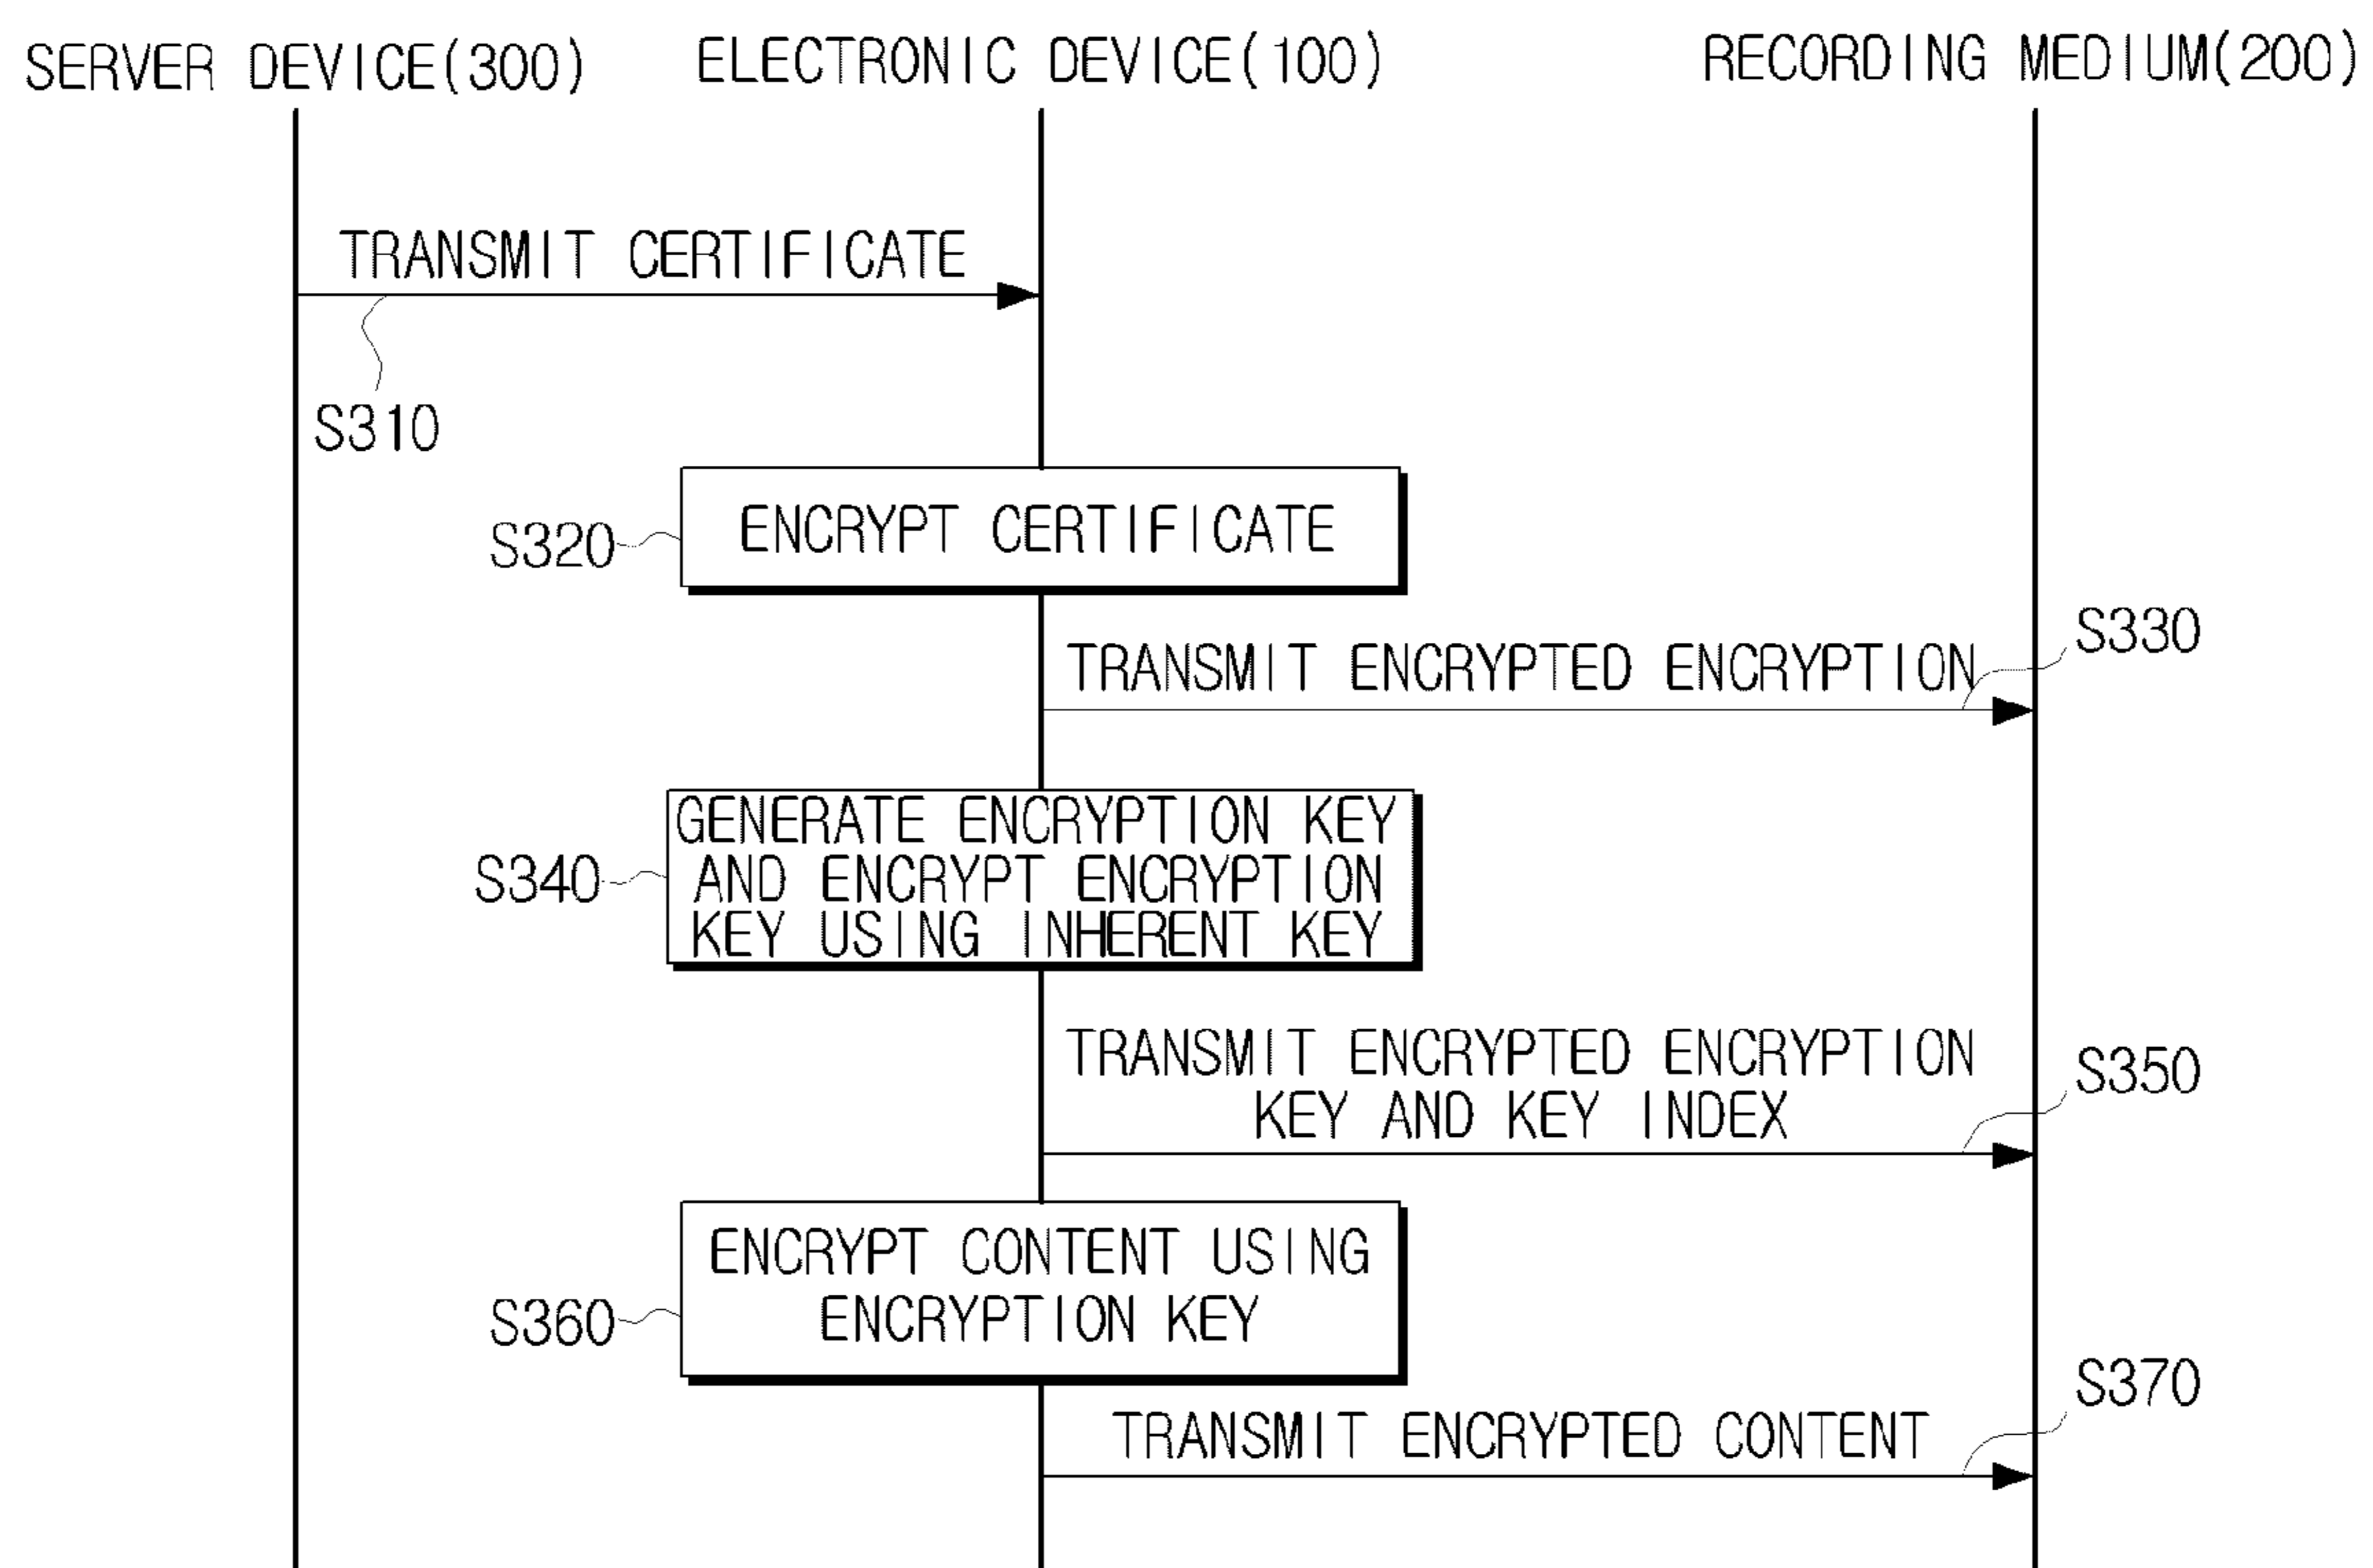 SERVER DEVICE(300)
ELECTRONIC DEVICE(100)
RECORDING MEDIUM(200)
TRANSMIT CERTIFICATE
S310
ENCRYPT CERTIFICATE
S320
TRANSMIT ENCRYPTED ENCRYPTION
S330
GENERATE ENCRYPTION KEY
AND ENCRYPT ENCRYPTION
KEY USING INHERENT KEY
S340
TRANSMIT ENCRYPTED ENCRYPTION
KEY AND KEY INDEX
S350
ENCRYPT CONTENT USING
ENCRYPTION KEY
S360
TRANSMIT ENCRYPTED CONTENT
S370